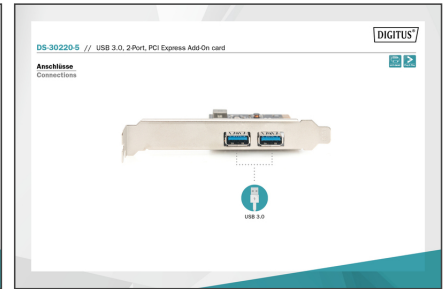 DIGITUS®
DS-30220-5 // USB 3.0, 2-Port, PCI Express Add-On card
Anschlüsse
Connections
USB 3.0